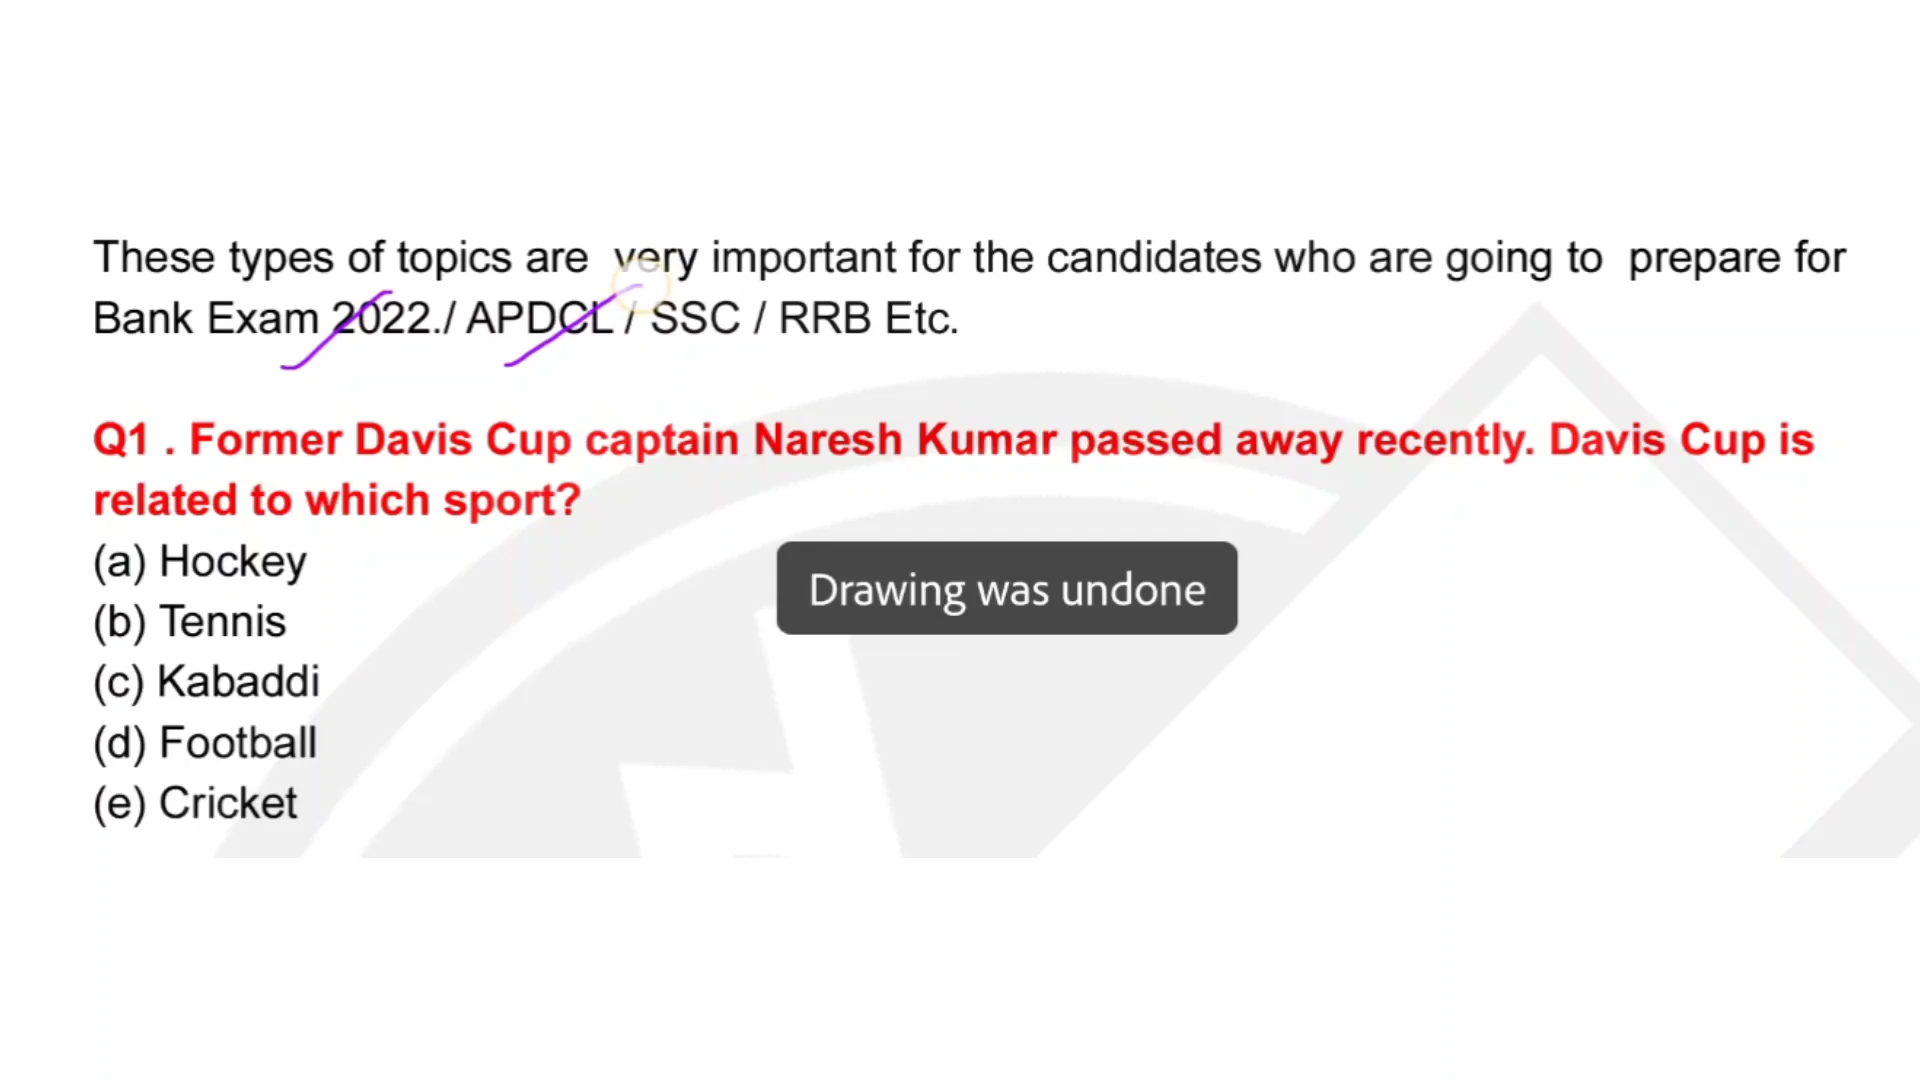 These types of topics are very important for the candidates who are going to prepare for
Bank Exam 2022./ APDCL / SSC / RRB Etc.
Q1 . Former Davis Cup captain Naresh Kumar passed away recently. Davis Cup is
related to which sport?
(a) Hockey
Drawing was undone
(b) Tennis
(c) Kabaddi
(d) Football
(e) Cricket